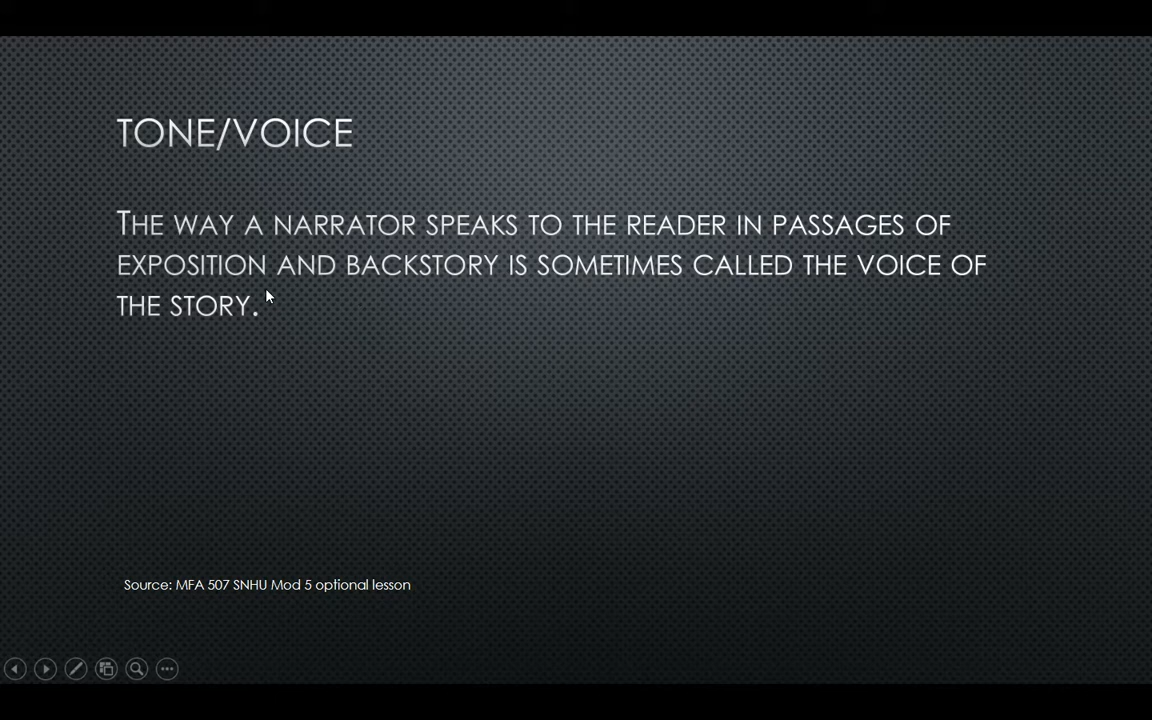 TONE/VOICE
THE WAY A NARRATOR SPEAKS TO THE READER IN PASSAGES OF
EXPOSITION AND BACKSTORY IS SOMETIMES CALLED THE VOICE OF
THE STORY.
Source: MFA 507 SNHU Mod 5 optional lesson